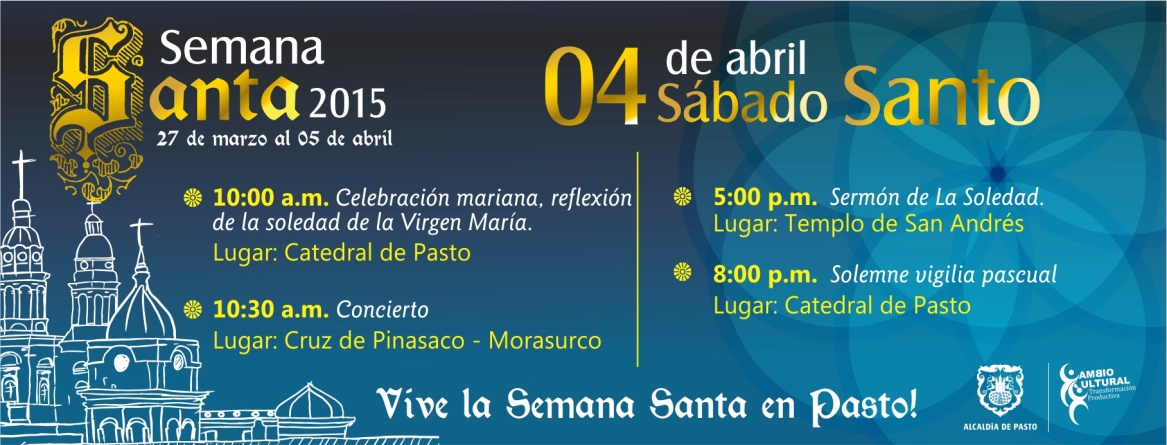 Semana
Santa 2015
27 de marzo al 05 de abril
04 de abril
Sábado Santo
10:00 a.m. Celebración mariana, reflexión
de la soledad de la Virgen María.
Lugar: Catedral de Pasto
10:30 a.m. Concierto
Lugar: Cruz de Pinasaco - Morasurco
5:00 p.m. Sermón de La Soledad.
Lugar: Templo de San Andrés
8:00 p.m. Solemne vigilia pascual
Lugar: Catedral de Pasto
Vive la Semana Santa en Pasto!
ALCALDÍA DE PASTO
CAMBIO
CULTURAL
Transformación
Productiva